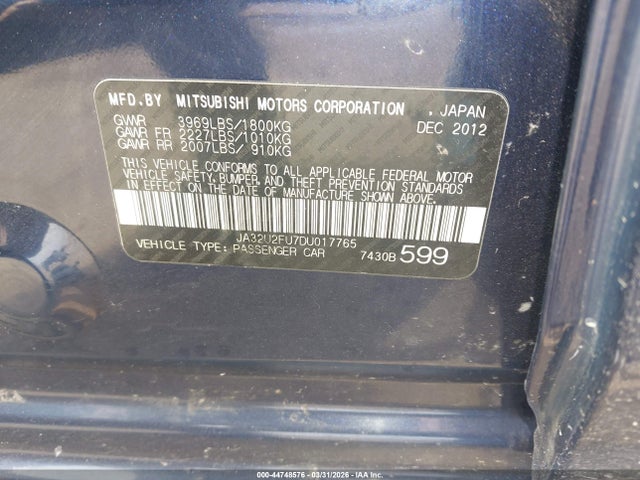 MFD.BY MITSUBISHI MOTORS CORPORATION , JAPAN
GVWR 3969LBS/1800KG DEC 2012
GAWR FR 2227LBS/1010KG
GAWR RR 2007LBS/ 910KG
THIS VEHICLE CONFORMS TO ALL APPLICABLE FEDERAL MOTOR
VEHICLE SAFETY, BUMPER, AND THEFT PREVENTION STANDARDS
IN EFFECT ON THE DATE OF MANUFACTURE SHOWN ABOVE.
JA32U2FU7DU017765
VEHICLE TYPE: PASSENGER CAR 7430B 599
000-44748576 - 03/31/2026 - IAA Inc.